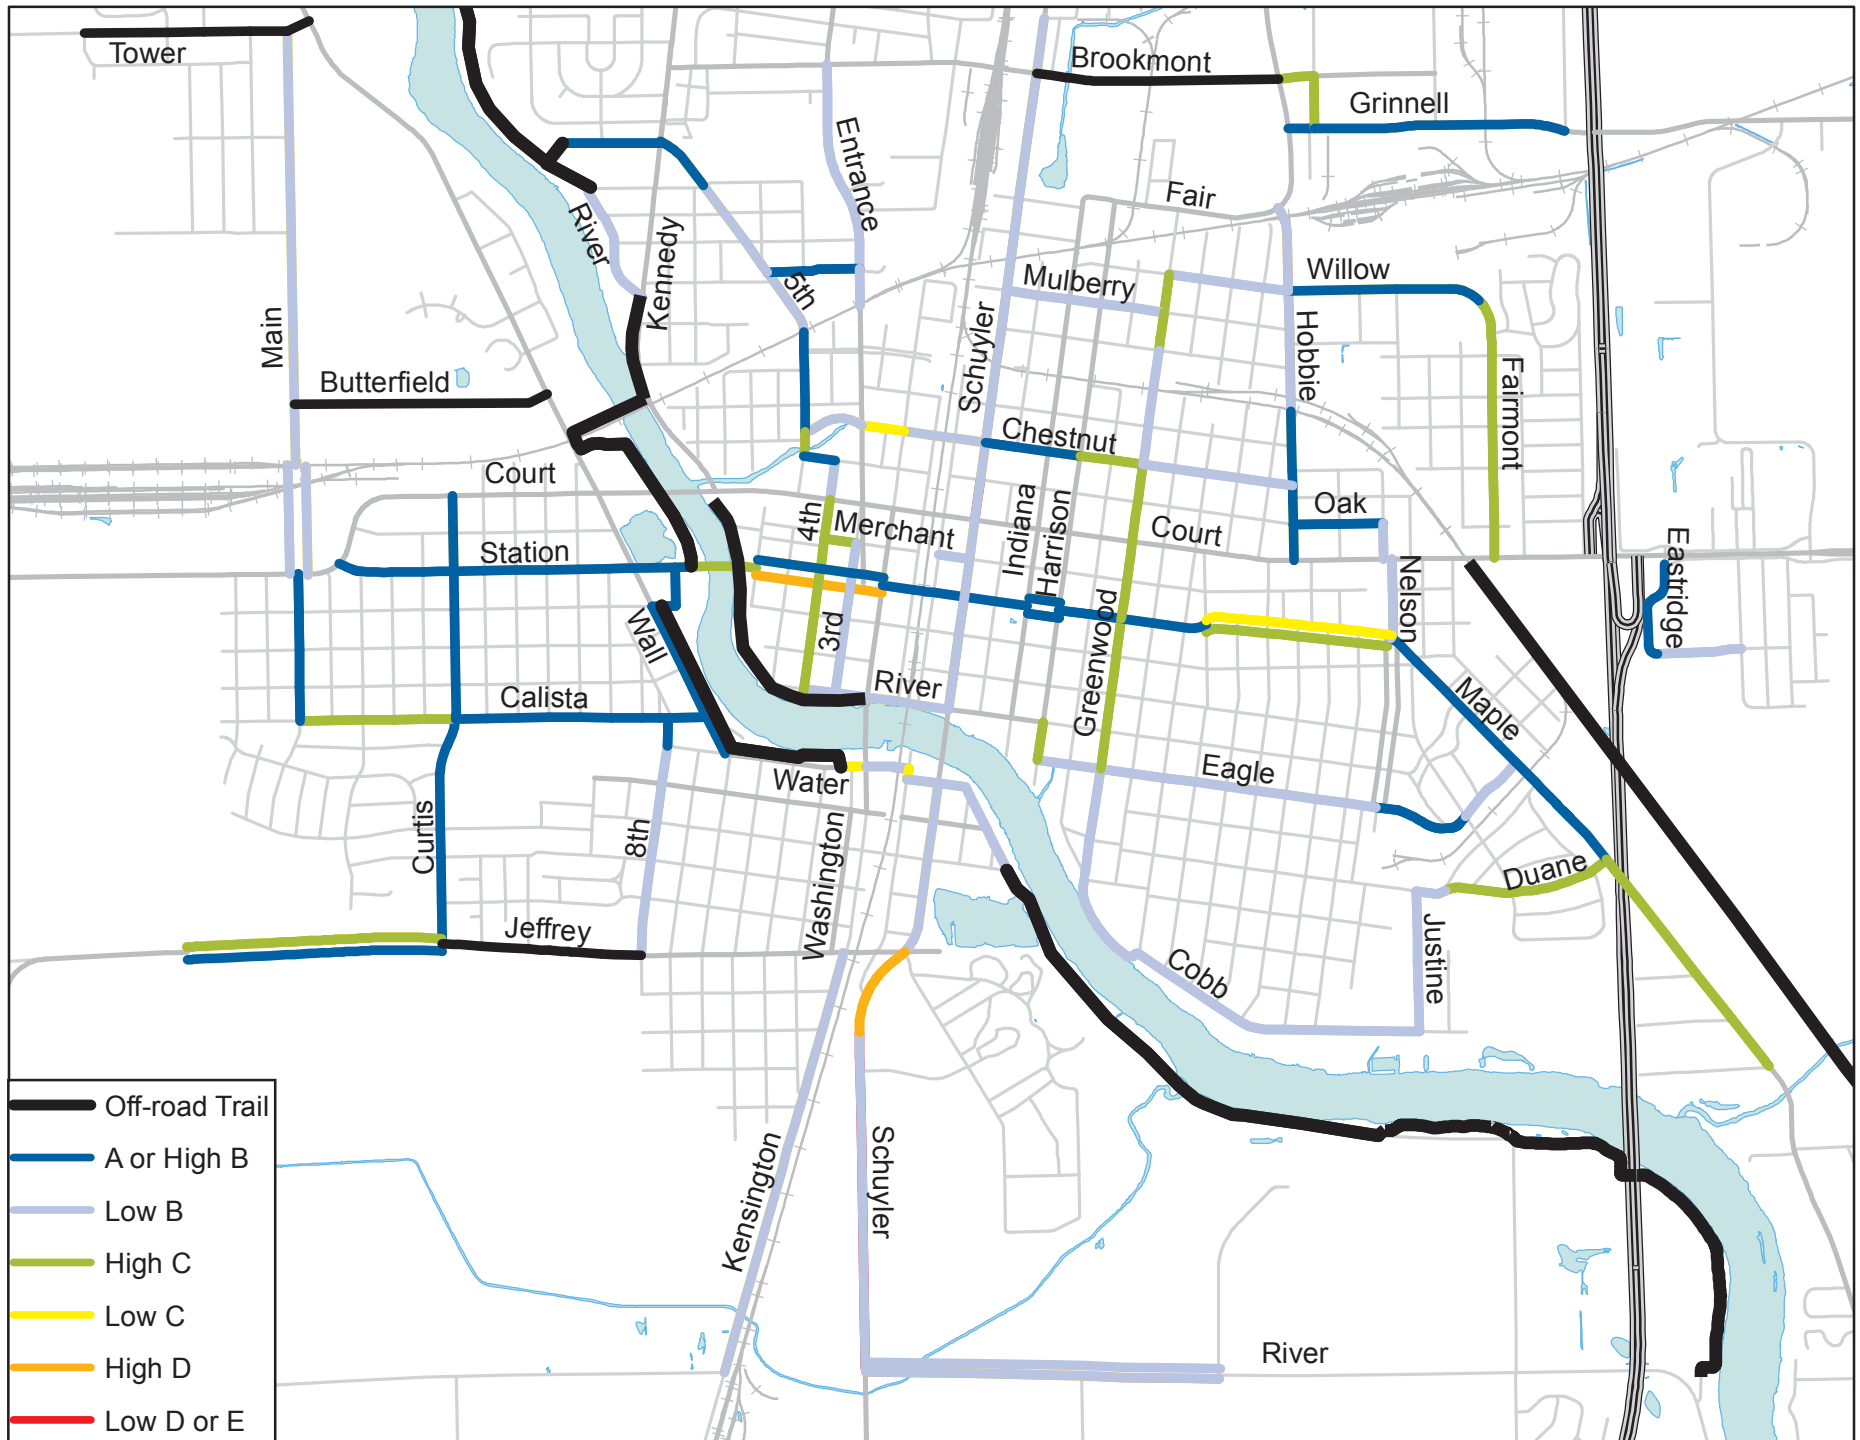 Tower
Brookmont
Grinnell
Entrance
Fair
River
Kennedy
Willow
5th
Mulberry
Main
Hobbie
Schuyler
Butterfield
Fairmont
Chestnut
Court
Oak
4th
Merchant
Indiana
Harrison
Court
Station
Eastridge
Nelson
Wall
3rd
Greenwood
River
Calista
Maple
Eagle
Water
Curtis
8th
Washington
Duane
Jeffrey
Cobb
Justine
Off-road Trail
A or High B
Low B
High C
Low C
High D
Low D or E
Kensington
Schuyler
River